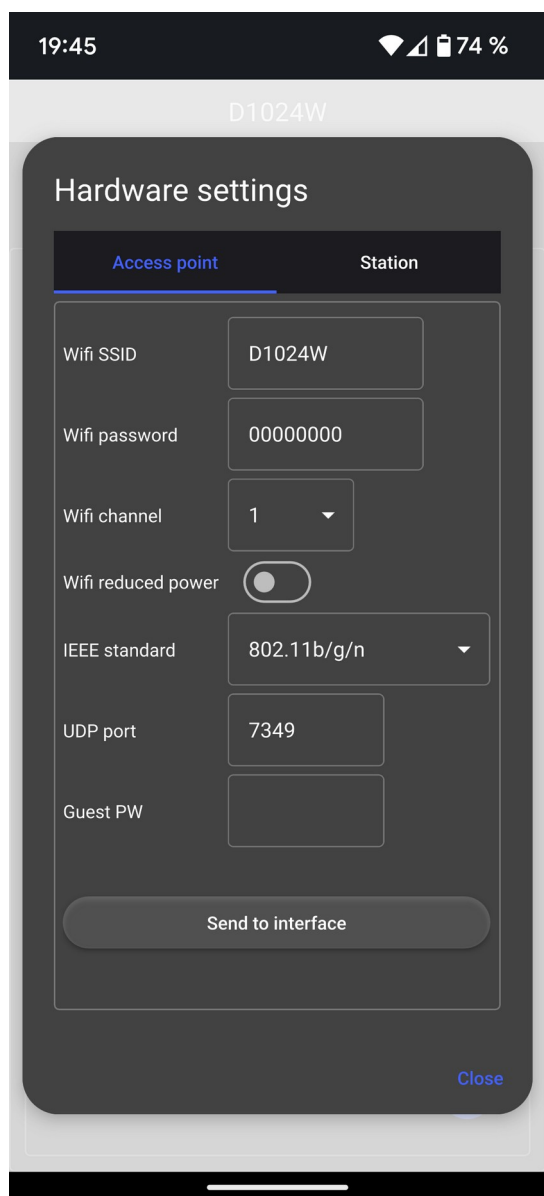 19:45 74 %
D1024W
Hardware settings
Access point Station
Wifi SSID D1024W
Wifi password 00000000
Wifi channel 1
Wifi reduced power
IEEE standard 802.11b/g/n
UDP port 7349
Guest PW
Send to interface
Close